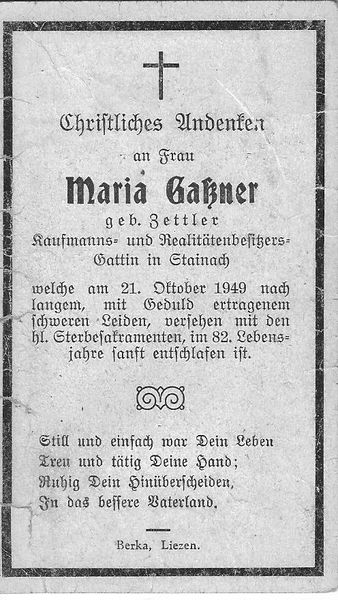 Christliches Andenken
an Frau
Maria Gaßner
geb. Zettler
Kaufmanns- und Realitätenbesitzers-
Gattin in Stainach
welche am 21. Oktober 1949 nach
langem, mit Geduld ertragenem
schweren Leiden, versehen mit den
hl. Sterbesakramenten, im 82. Lebens-
jahre sanft entschlafen ist.
Still und einfach war Dein Leben
Treu und tätig Deine Hand;
Ruhig Dein Hinüberscheiden,
In das bessere Vaterland.
Berka, Liezen.